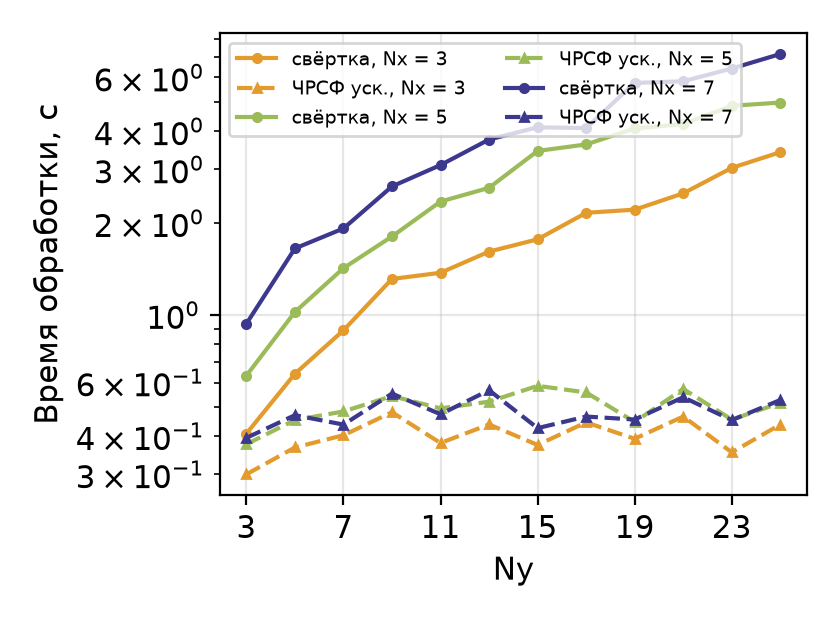 свёртка, Nx = 3
ЧРСФ уск., Nx = 3
свёртка, Nx = 5
ЧРСФ уск., Nx = 5
свёртка, Nx = 7
ЧРСФ уск., Nx = 7
Время обработки, с
6 × 10⁰
4 × 10⁰
3 × 10⁰
2 × 10⁰
10⁰
6 × 10⁻¹
4 × 10⁻¹
3 × 10⁻¹
3 7 11 15 19 23
Ny